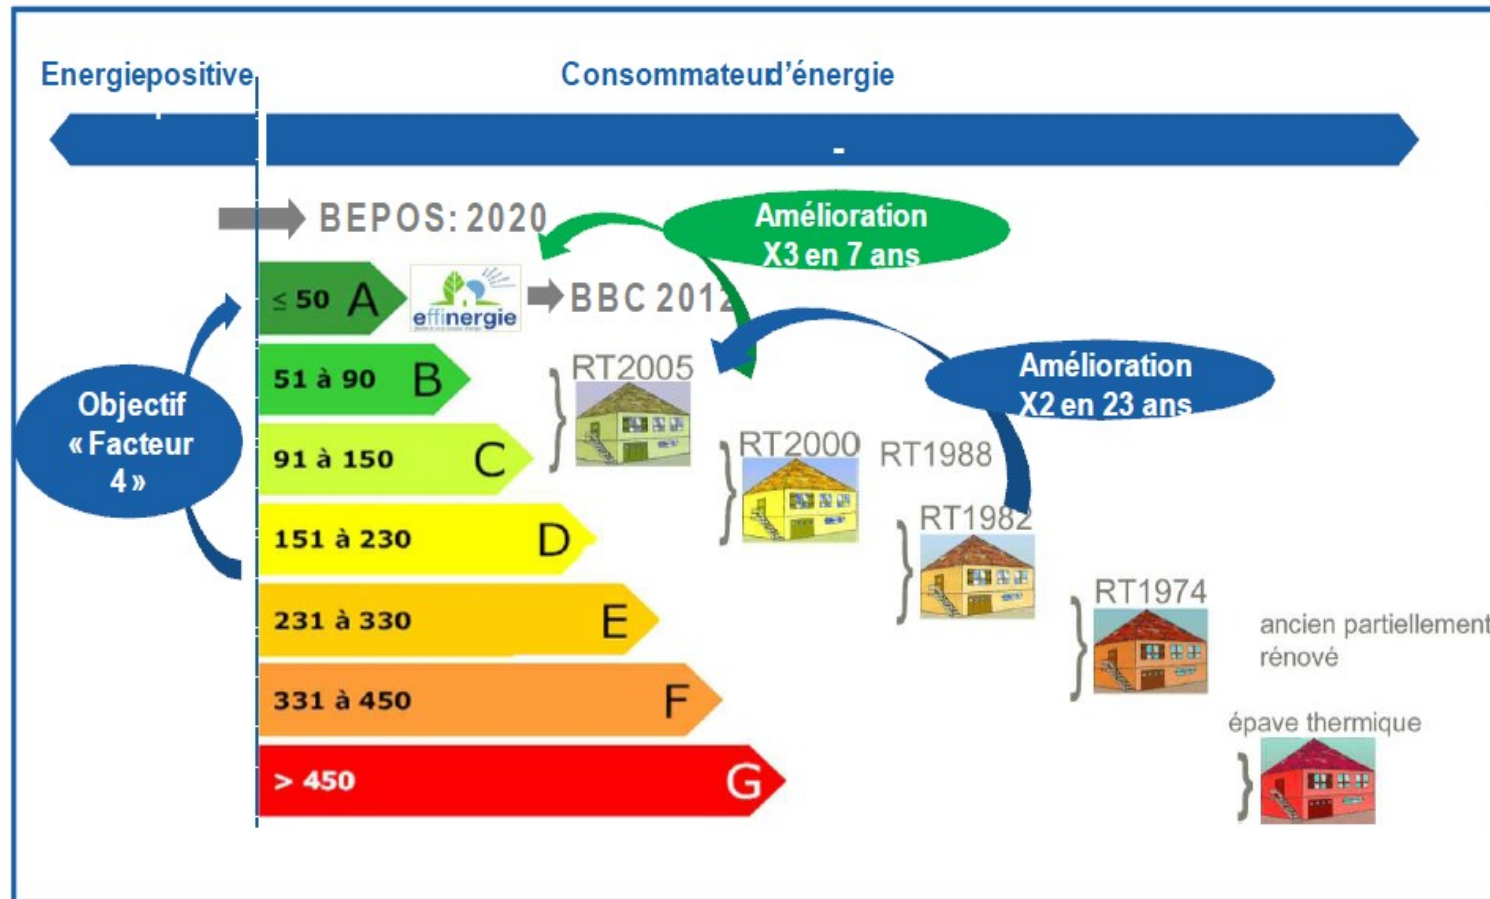 Energiepositive
Consommateurd’énergie
-
BEPOS: 2020
Amélioration
X3 en 7 ans
≤ 50 A
effinergie
BBC 2012
RT2005
Amélioration
X2 en 23 ans
51 à 90 B
Objectif
« Facteur
4 »
91 à 150 C
RT2000
RT1988
RT1982
151 à 230 D
RT1974
231 à 330 E
ancien partiellement
rénové
331 à 450 F
épave thermique
> 450 G